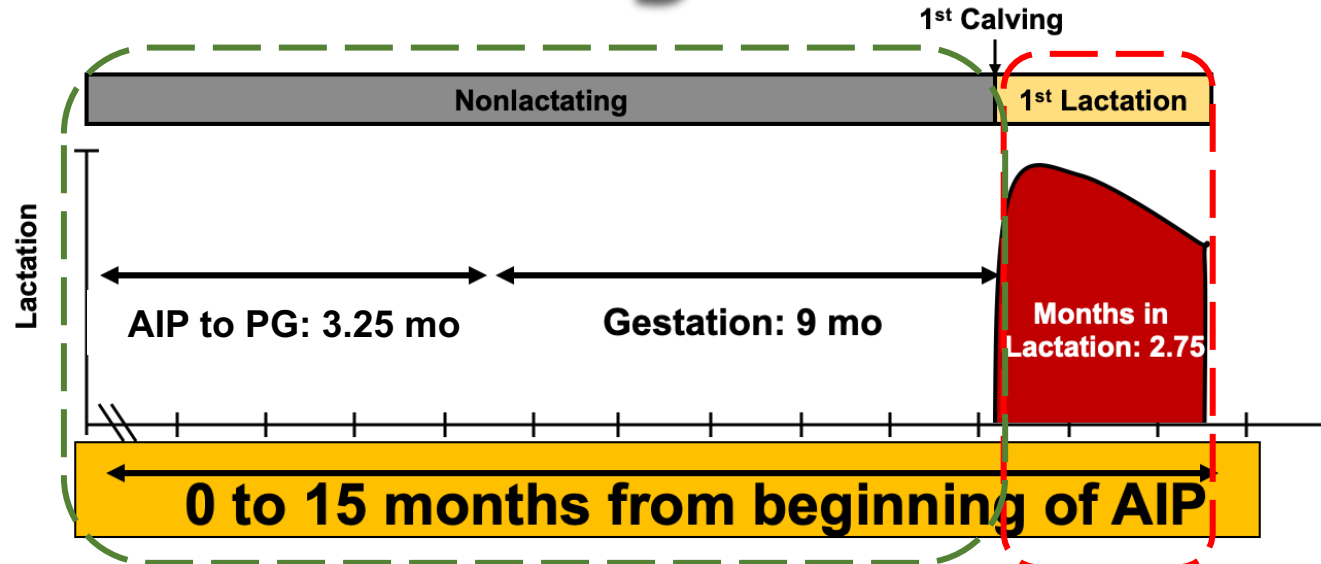 1st Calving
Nonlactating
1st Lactation
Lactation
AIP to PG: 3.25 mo
Gestation: 9 mo
Months in
Lactation: 2.75
0 to 15 months from beginning of AIP